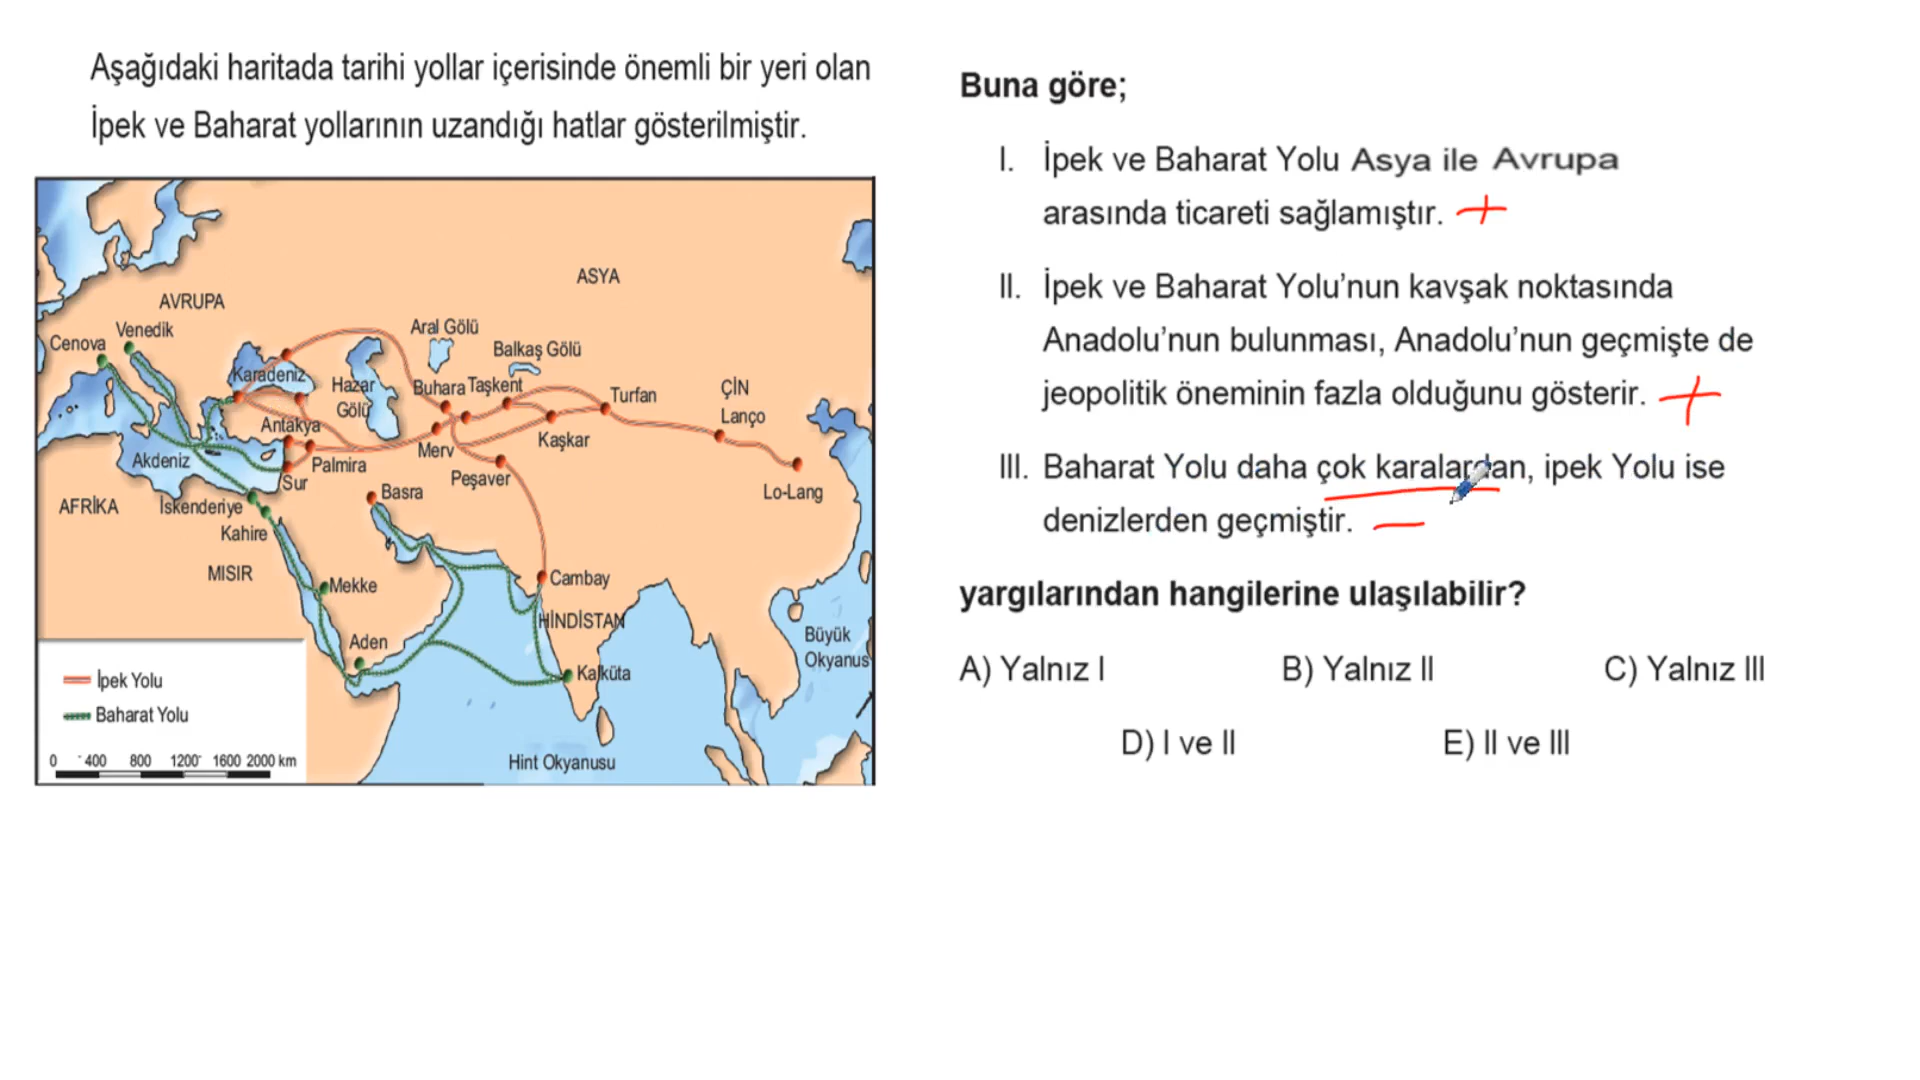 Aşağıdaki haritada tarihi yollar içerisinde önemli bir yeri olan
İpek ve Baharat yollarının uzandığı hatlar gösterilmiştir.
ASYA
AVRUPA
Venedik
Cenova
Aral Gölü
Balkaş Gölü
Karadeniz
Hazar
Gölü
Buhara Taşkent
Turfan
ÇİN
Lanço
Antakya
Kaşkar
Akdeniz
Palmira
Merv
Sur
Peşaver
Basra
Lo-Lang
AFRİKA
İskenderiye
Kahire
MISIR
Mekke
Cambay
HİNDİSTAN
Aden
Büyük
Okyanus
Kalküta
İpek Yolu
Baharat Yolu
0 400 800 1200 1600 2000 km
Hint Okyanusu
Buna göre;
I. İpek ve Baharat Yolu Asya ile Avrupa
arasında ticareti sağlamıştır. +
II. İpek ve Baharat Yolu'nun kavşak noktasında
Anadolu'nun bulunması, Anadolu'nun geçmişte de
jeopolitik öneminin fazla olduğunu gösterir. +
III. Baharat Yolu daha çok karalardan, ipek Yolu ise
denizlerden geçmiştir. —
yargılarından hangilerine ulaşılabilir?
A) Yalnız I B) Yalnız II C) Yalnız III
D) I ve II E) II ve III